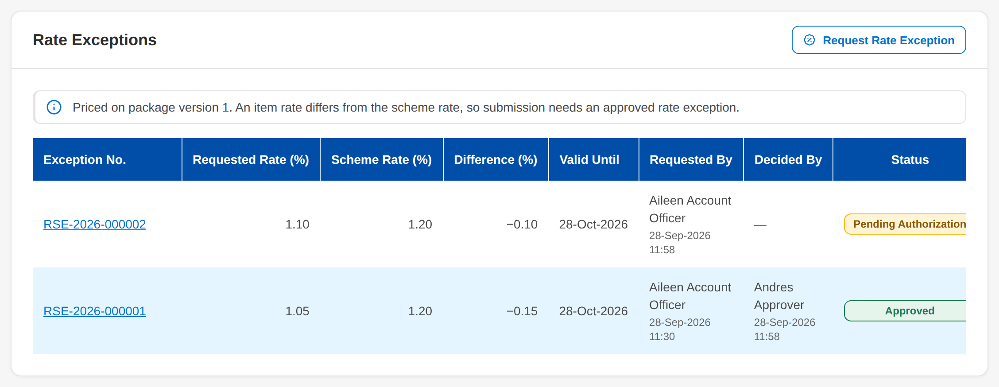 Rate Exceptions
Request Rate Exception
Priced on package version 1. An item rate differs from the scheme rate, so submission needs an approved rate exception.
Exception No. Requested Rate (%) Scheme Rate (%) Difference (%) Valid Until Requested By Decided By Status
Aileen Account
Officer
RSE-2026-000002 1.10 1.20 −0.10 28-Oct-2026 — Pending Authorization
28-Sep-2026
11:58
Aileen Account Andres
Officer Approver
RSE-2026-000001 1.05 1.20 −0.15 28-Oct-2026 Approved
28-Sep-2026 28-Sep-2026
11:30 11:58